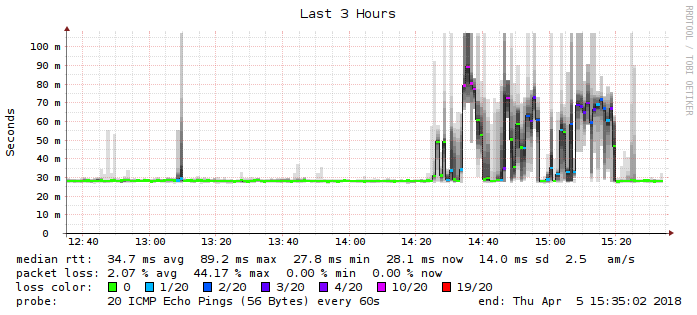 Last 3 Hours
RRDTOOL / TOBI OETIKER
Seconds
100 m
90 m
80 m
70 m
60 m
50 m
40 m
30 m
20 m
10 m
0
12:40 13:00 13:20 13:40 14:00 14:20 14:40 15:00 15:20
median rtt: 34.7 ms avg 89.2 ms max 27.8 ms min 28.1 ms now 14.0 ms sd 2.5 am/s
packet loss: 2.07 % avg 44.17 % max 0.00 % min 0.00 % now
loss color: 0 1/20 2/20 3/20 4/20 10/20 19/20
probe: 20 ICMP Echo Pings (56 Bytes) every 60s end: Thu Apr 5 15:35:02 2018